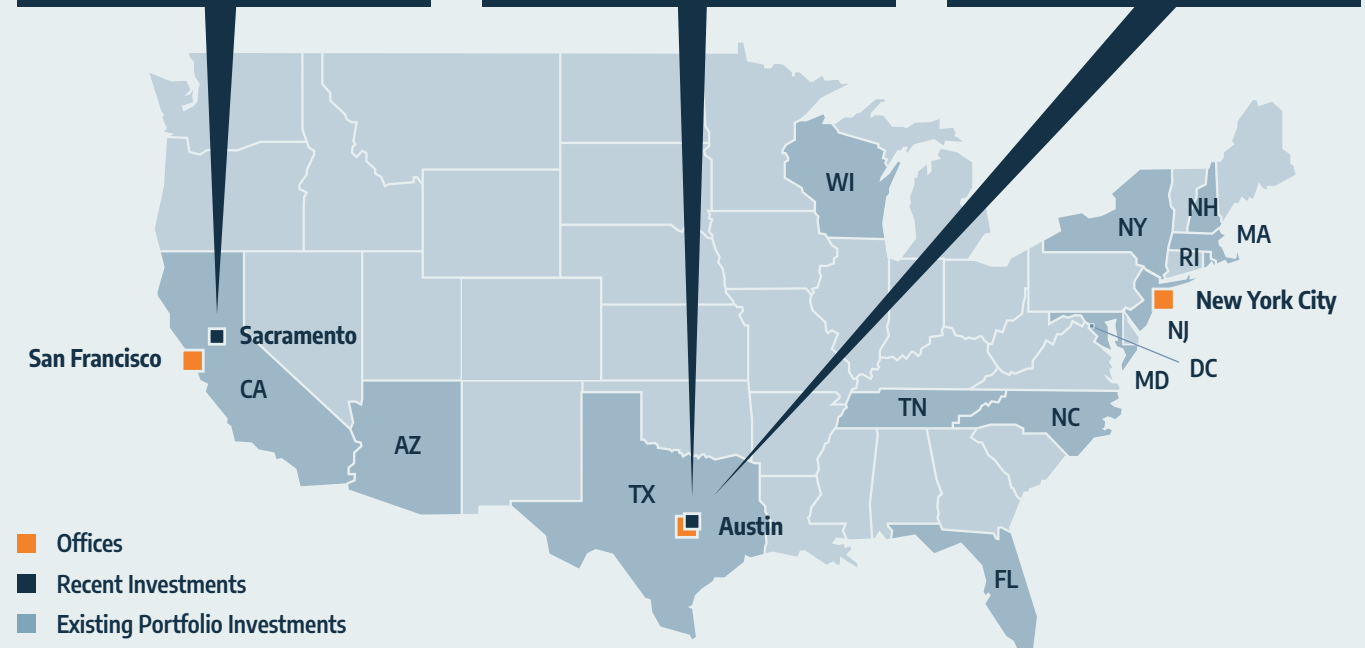 WI
NH
NY
MA
RI
New York City
NJ
Sacramento
San Francisco
DC
MD
CA
TN
NC
AZ
TX
Austin
Offices
FL
Recent Investments
Existing Portfolio Investments